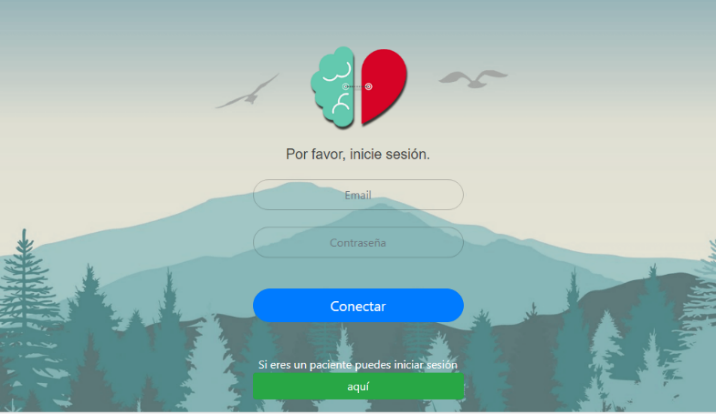 Por favor, inicie sesión.
Email
Contraseña
Conectar
Si eres un paciente puedes iniciar sesión
aquí